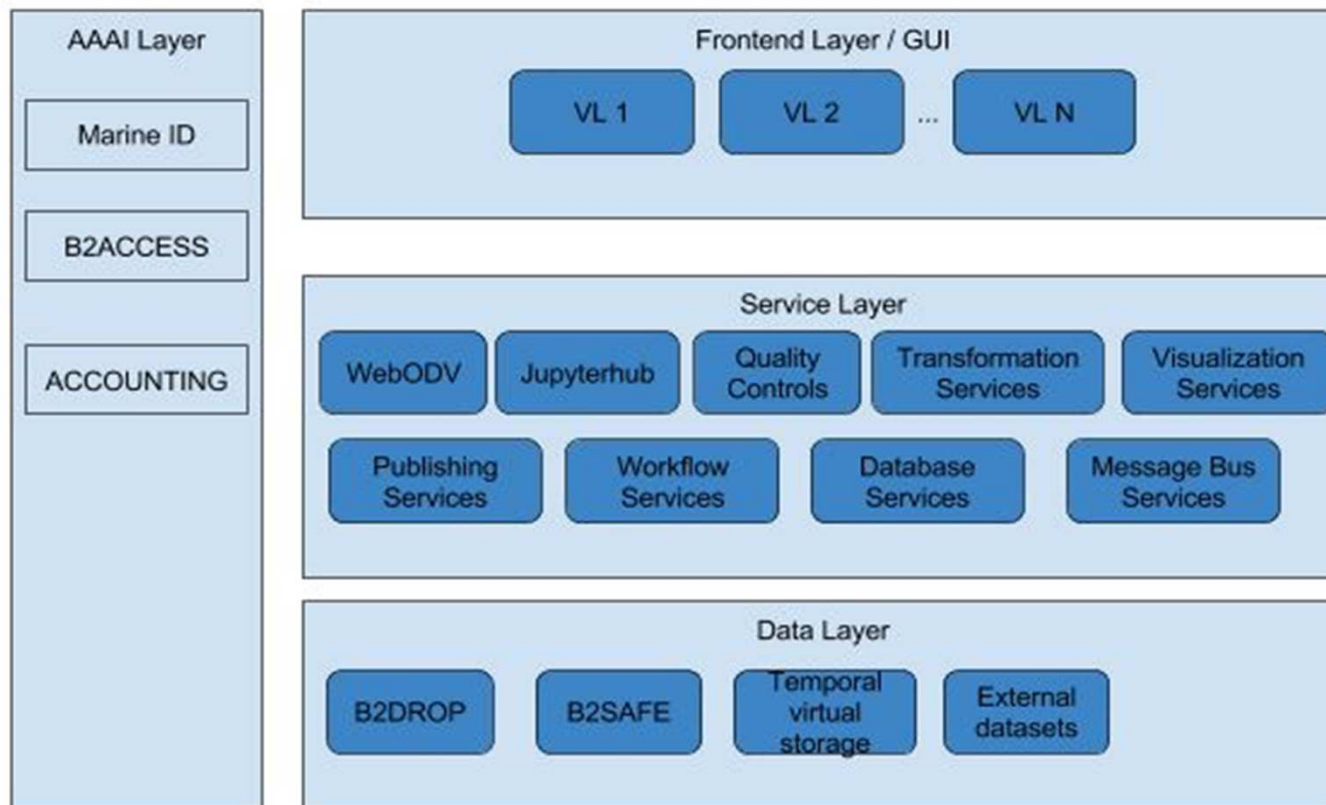 AAAI Layer
Marine ID
B2ACCESS
ACCOUNTING
Frontend Layer / GUI
VL 1
VL 2
...
VL N
Service Layer
WebODV
Jupyterhub
Quality
Controls
Transformation
Services
Visualization
Services
Publishing
Services
Workflow
Services
Database
Services
Message Bus
Services
Data Layer
B2DROP
B2SAFE
Temporal
virtual
storage
External
datasets